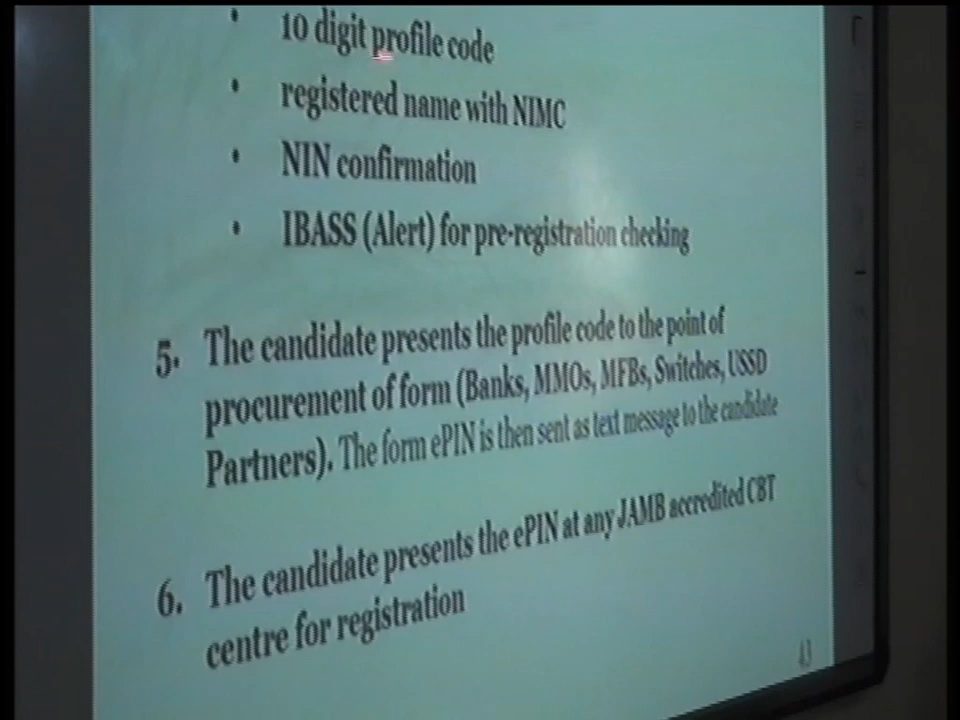 • 10 digit profile code
• registered name with NIMC
• NIN confirmation
• IBASS (Alert) for pre-registration checking
5. The candidate presents the profile code to the point of
procurement of form (Banks, MMOs, MFBs, Switches, USSD
Partners). The form ePIN is then sent as text message to the candidate
6. The candidate presents the ePIN at any JAMB accredited CBT
centre for registration
43